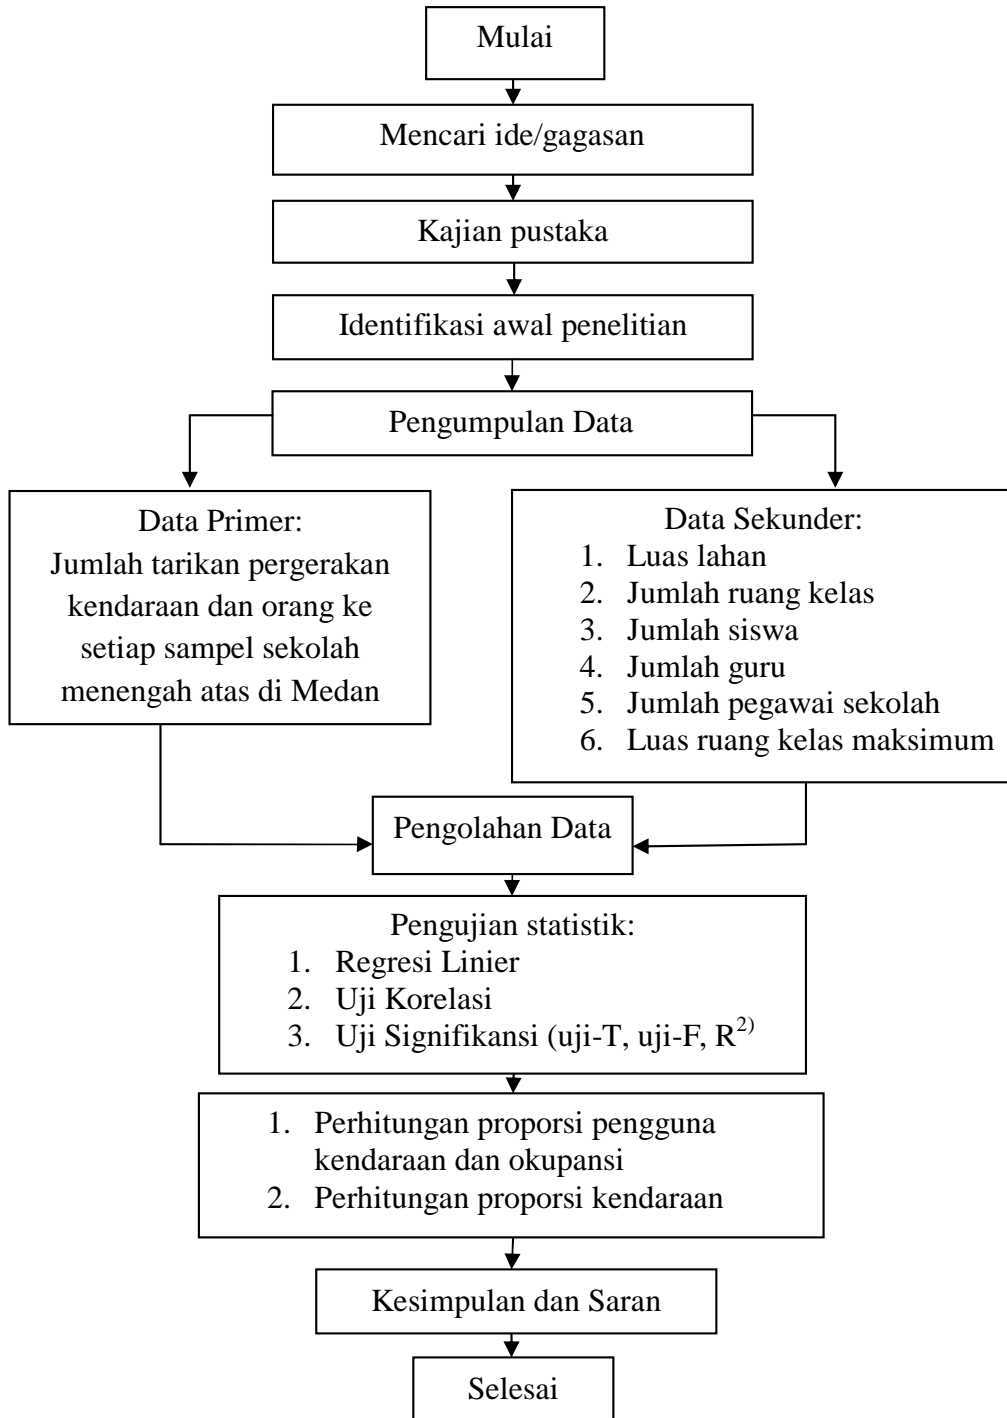 Mulai
Mencari ide/gagasan
Kajian pustaka
Identifikasi awal penelitian
Pengumpulan Data
Data Primer:
Jumlah tarikan pergerakan
kendaraan dan orang ke
setiap sampel sekolah
menengah atas di Medan
Data Sekunder:
1. Luas lahan
2. Jumlah ruang kelas
3. Jumlah siswa
4. Jumlah guru
5. Jumlah pegawai sekolah
6. Luas ruang kelas maksimum
Pengolahan Data
Pengujian statistik:
1. Regresi Linier
2. Uji Korelasi
3. Uji Signifikansi (uji-T, uji-F, R²⁾
1. Perhitungan proporsi pengguna
kendaraan dan okupansi
2. Perhitungan proporsi kendaraan
Kesimpulan dan Saran
Selesai